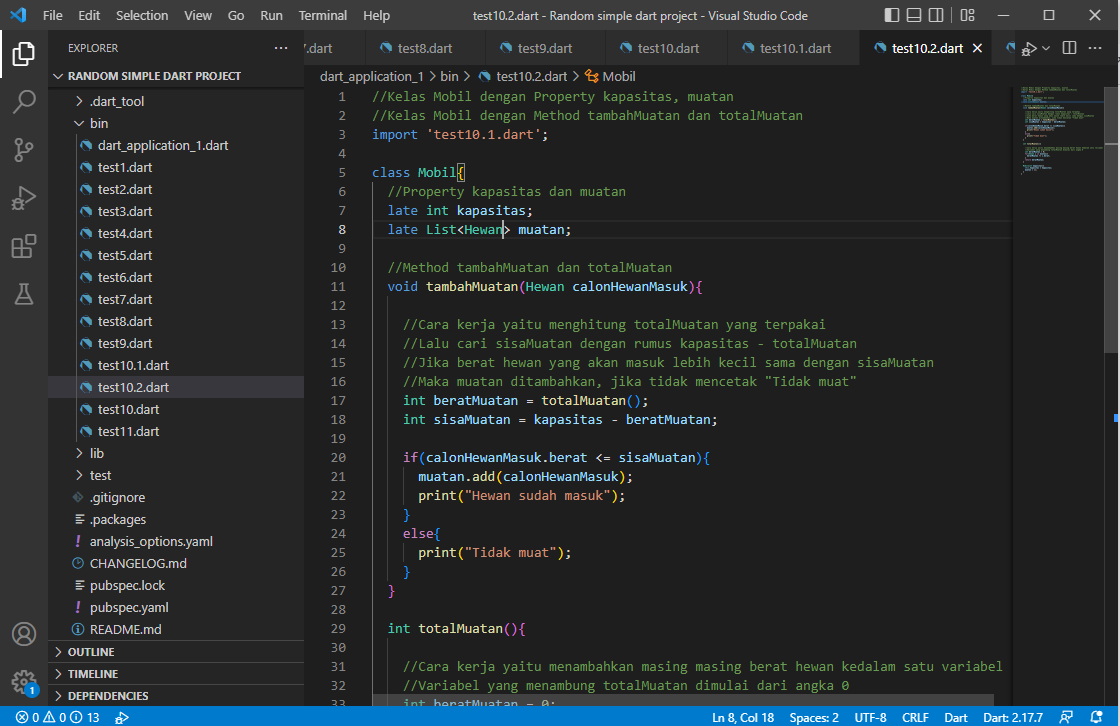 File Edit Selection View Go Run Terminal Help test10.2.dart - Random simple dart project - Visual Studio Code
EXPLORER
RANDOM SIMPLE DART PROJECT
.dart_tool
bin
dart_application_1.dart
test1.dart
test2.dart
test3.dart
test4.dart
test5.dart
test6.dart
test7.dart
test8.dart
test9.dart
test10.1.dart
test10.2.dart
test10.dart
test11.dart
lib
test
.gitignore
.packages
analysis_options.yaml
CHANGELOG.md
pubspec.lock
pubspec.yaml
README.md
OUTLINE
TIMELINE
DEPENDENCIES
1
.dart test8.dart test9.dart test10.dart test10.1.dart test10.2.dart
dart_application_1 > bin > test10.2.dart > Mobil
1 //Kelas Mobil dengan Property kapasitas, muatan
2 //Kelas Mobil dengan Method tambahMuatan dan totalMuatan
3 import 'test10.1.dart';
4
5 class Mobil{
6 //Property kapasitas dan muatan
7 late int kapasitas;
8 late List<Hewan> muatan;
9
10 //Method tambahMuatan dan totalMuatan
11 void tambahMuatan(Hewan calonHewanMasuk){
12
13 //Cara kerja yaitu menghitung totalMuatan yang terpakai
14 //Lalu cari sisaMuatan dengan rumus kapasitas - totalMuatan
15 //Jika berat hewan yang akan masuk lebih kecil sama dengan sisaMuatan
16 //Maka muatan ditambahkan, jika tidak mencetak "Tidak muat"
17 int beratMuatan = totalMuatan();
18 int sisaMuatan = kapasitas - beratMuatan;
19
20 if(calonHewanMasuk.berat <= sisaMuatan){
21 muatan.add(calonHewanMasuk);
22 print("Hewan sudah masuk");
23 }
24 else{
25 print("Tidak muat");
26 }
27 }
28
29 int totalMuatan(){
30
31 //Cara kerja yaitu menambahkan masing masing berat hewan kedalam satu variabel
32 //Variabel yang menambung totalMuatan dimulai dari angka 0
33 int beratMuatan = 0;
0 0 13 Ln 8, Col 18 Spaces: 2 UTF-8 CRLF Dart Dart: 2.17.7